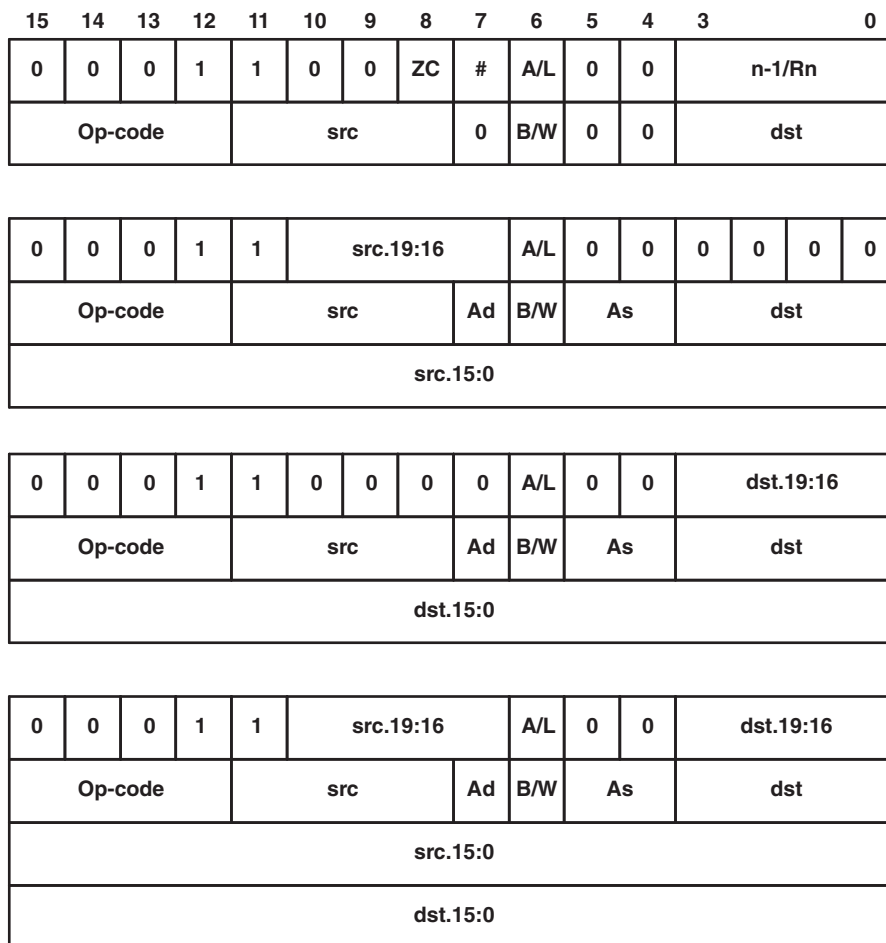 15 14 13 12 11 10 9 8 7 6 5 4 3 0
0 0 0 1 1 0 0 ZC # A/L 0 0 n-1/Rn
Op-code src 0 B/W 0 0 dst
0 0 0 1 1 src.19:16 A/L 0 0 0 0 0 0
Op-code src Ad B/W As dst
src.15:0
0 0 0 1 1 0 0 0 0 A/L 0 0 dst.19:16
Op-code src Ad B/W As dst
dst.15:0
0 0 0 1 1 src.19:16 A/L 0 0 dst.19:16
Op-code src Ad B/W As dst
src.15:0
dst.15:0